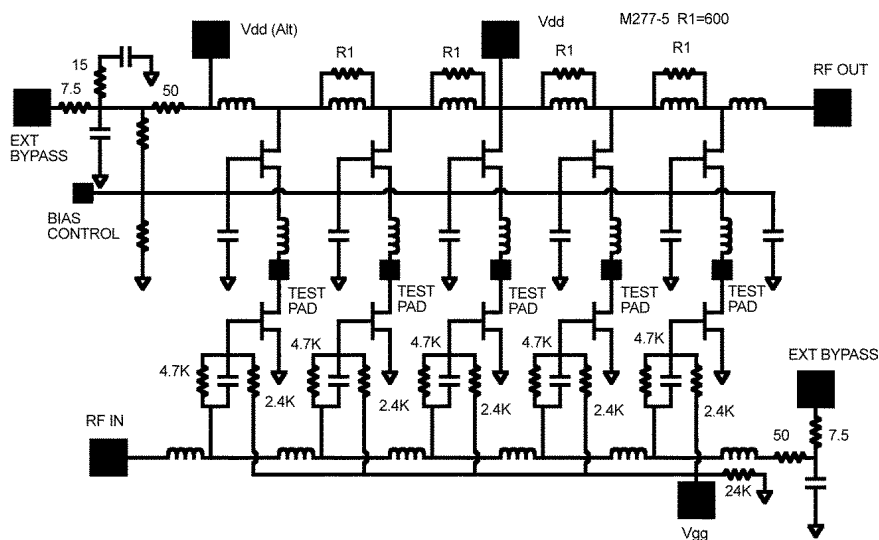 Vdd (Alt)
Vdd
M277-5 R1=600
15
R1
R1
R1
R1
7.5
50
RF OUT
EXT
BYPASS
BIAS
CONTROL
TEST
PAD
TEST
PAD
TEST
PAD
TEST
PAD
TEST
PAD
4.7K
4.7K
4.7K
4.7K
4.7K
4.7K
EXT BYPASS
2.4K
2.4K
2.4K
2.4K
2.4K
RF IN
50
7.5
24K
Vgg